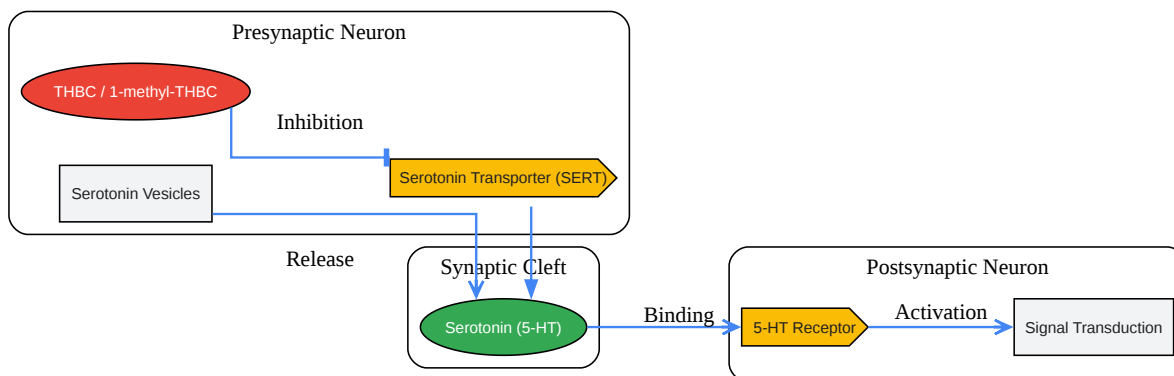 Presynaptic Neuron
THBC / 1-methyl-THBC
Inhibition
Serotonin Transporter (SERT)
Serotonin Vesicles
Release
Synaptic Cleft
Serotonin (5-HT)
Binding
Postsynaptic Neuron
5-HT Receptor
Activation
Signal Transduction